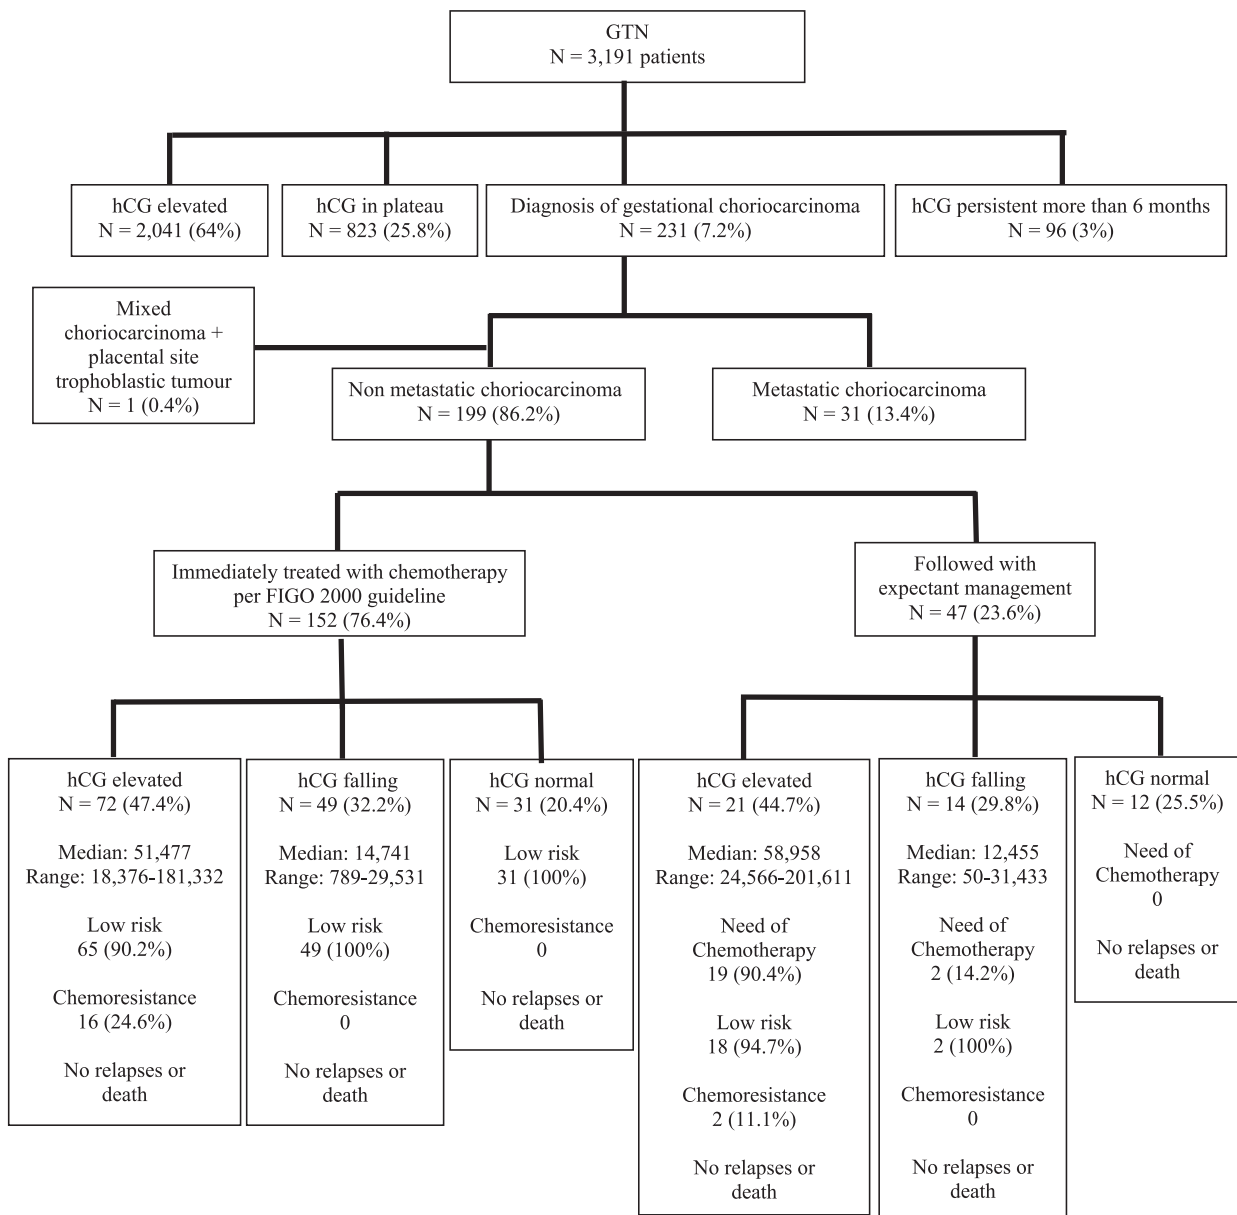 GTN
N = 3,191 patients
hCG elevated
N = 2,041 (64%)
hCG in plateau
N = 823 (25.8%)
Diagnosis of gestational choriocarcinoma
N = 231 (7.2%)
hCG persistent more than 6 months
N = 96 (3%)
Mixed
choriocarcinoma +
placental site
trophoblastic tumour
N = 1 (0.4%)
Non metastatic choriocarcinoma
N = 199 (86.2%)
Metastatic choriocarcinoma
N = 31 (13.4%)
Immediately treated with chemotherapy
per FIGO 2000 guideline
N = 152 (76.4%)
Followed with
expectant management
N = 47 (23.6%)
hCG elevated
N = 72 (47.4%)
Median: 51,477
Range: 18,376-181,332
Low risk
65 (90.2%)
Chemoresistance
16 (24.6%)
No relapses or
death
hCG falling
N = 49 (32.2%)
Median: 14,741
Range: 789-29,531
Low risk
49 (100%)
Chemoresistance
0
No relapses or
death
hCG normal
N = 31 (20.4%)
Low risk
31 (100%)
Chemoresistance
0
No relapses or
death
hCG elevated
N = 21 (44.7%)
Median: 58,958
Range: 24,566-201,611
Need of
Chemotherapy
19 (90.4%)
Low risk
18 (94.7%)
Chemoresistance
2 (11.1%)
No relapses or
death
hCG falling
N = 14 (29.8%)
Median: 12,455
Range: 50-31,433
Need of
Chemotherapy
2 (14.2%)
Low risk
2 (100%)
Chemoresistance
0
No relapses or
death
hCG normal
N = 12 (25.5%)
Need of
Chemotherapy
0
No relapses or
death